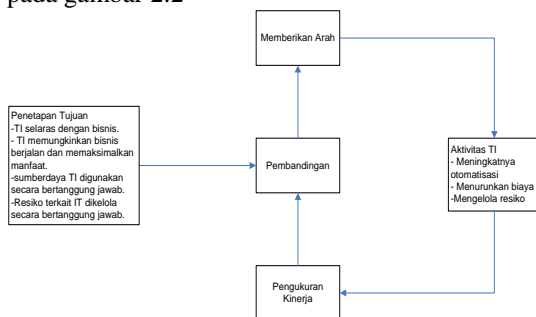 pada gambar 2.2
Memberikan Arah
Penetapan Tujuan
-TI selaras dengan bisnis.
- TI memungkinkan bisnis
berjalan dan memaksimalkan
manfaat.
-sumberdaya TI digunakan
secara bertanggung jawab.
-Resiko terkait IT dikelola
secara bertanggung jawab.
Pembandingan
Aktivitas TI
- Meningkatnya
otomatisasi
- Menurunkan biaya
-Mengelola resiko
Pengukuran
Kinerja